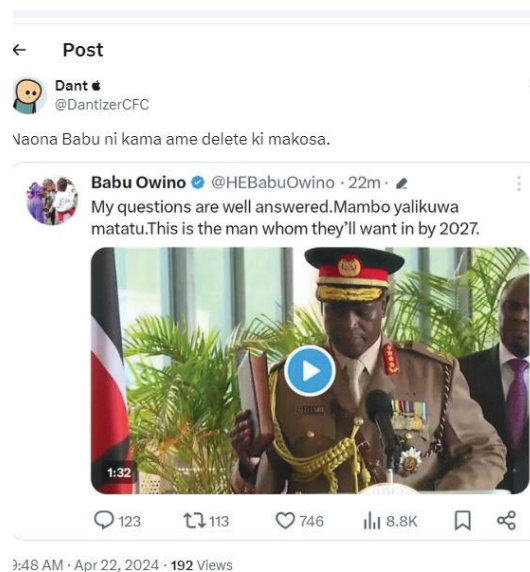 Post
Dant
@DantizerCFC
Naona Babu ni kama ame delete ki makosa.
Babu Owino @HEBabuOwino · 22m ·
My questions are well answered.Mambo yalikuwa
matatu.This is the man whom they'll want in by 2027.
1:32
123 113 746 8.8K
9:48 AM · Apr 22, 2024 · 192 Views